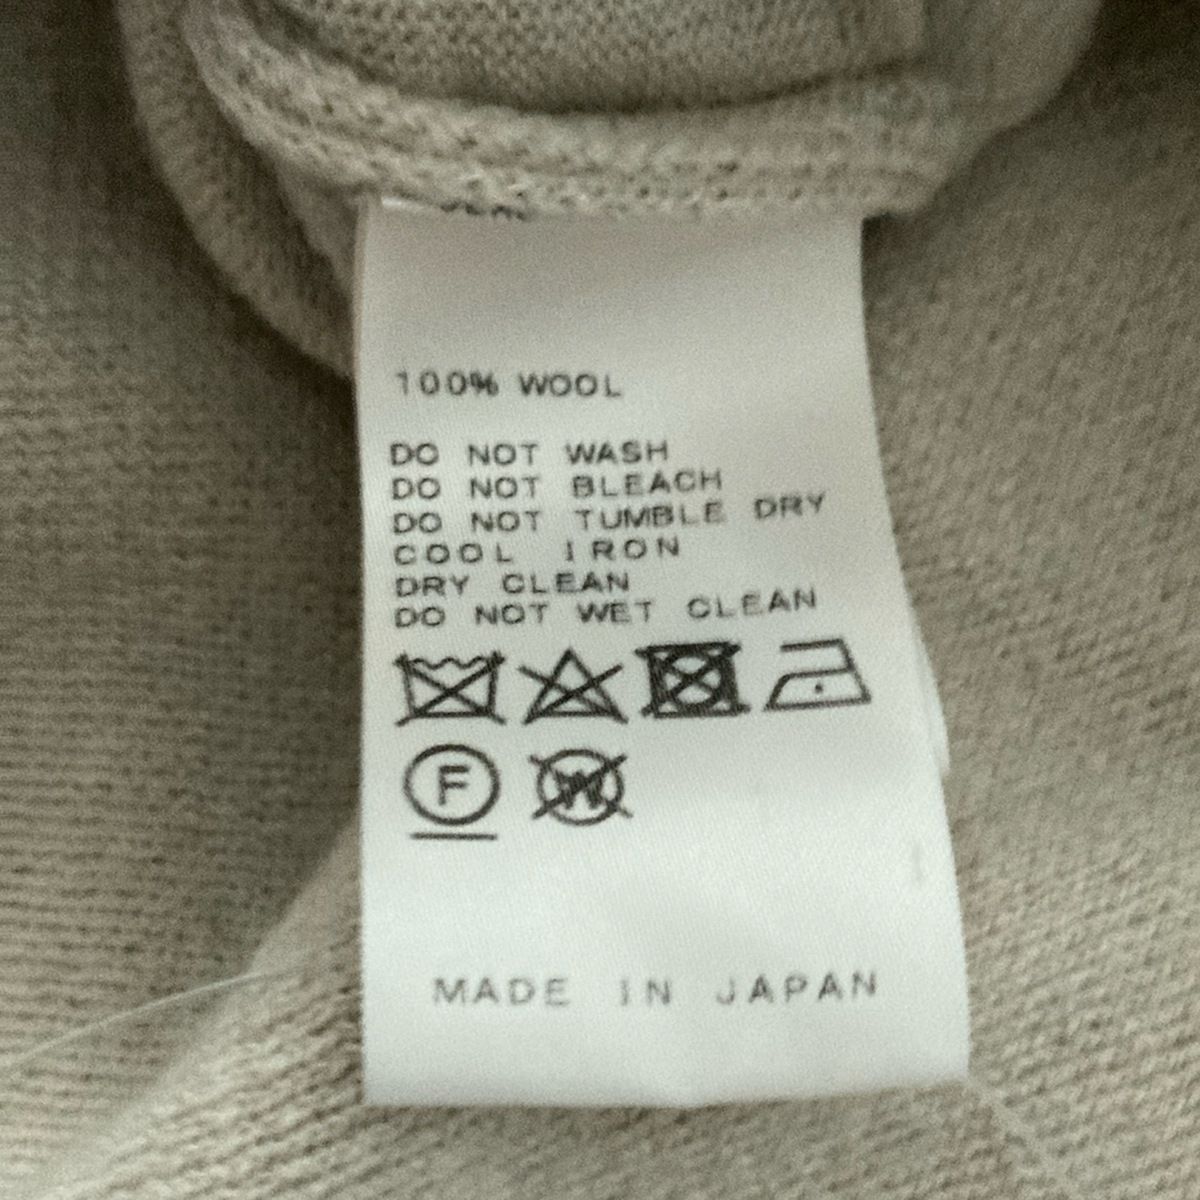 100% WOOL
DO NOT WASH
DO NOT BLEACH
DO NOT TUMBLE DRY
COOL IRON
DRY CLEAN
DO NOT WET CLEAN
F W
MADE IN JAPAN